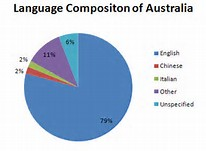 Language Compositon of Australia
6%
11%
2%
2%
79%
English
Chinese
Italian
Other
Unspecified